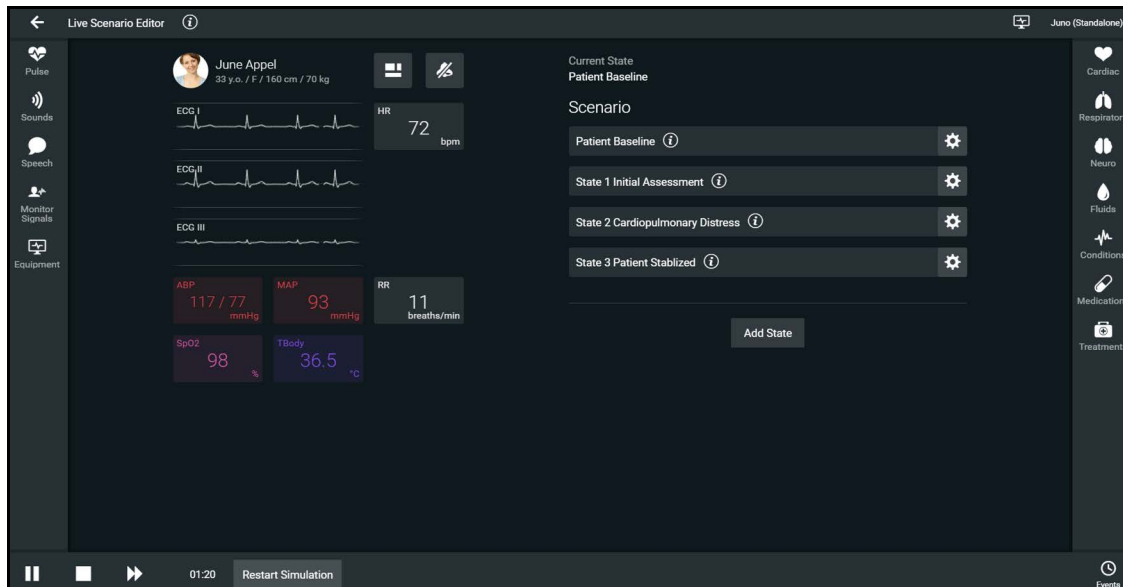 Live Scenario Editor
Juno (Standalone)
Pulse
Sounds
Speech
Monitor
Signals
Equipment
June Appel
33 y.o. / F / 160 cm / 70 kg
ECG I
HR
72
bpm
ECG II
ECG III
ABP
117 / 77
mmHg
MAP
93
mmHg
RR
11
breaths/min
SpO2
98
%
TBody
36.5
°C
Current State
Patient Baseline
Scenario
Patient Baseline
State 1 Initial Assessment
State 2 Cardiopulmonary Distress
State 3 Patient Stablized
Add State
Cardiac
Respirator
Neuro
Fluids
Condition
Medication
Treatment
01:20
Restart Simulation
Events